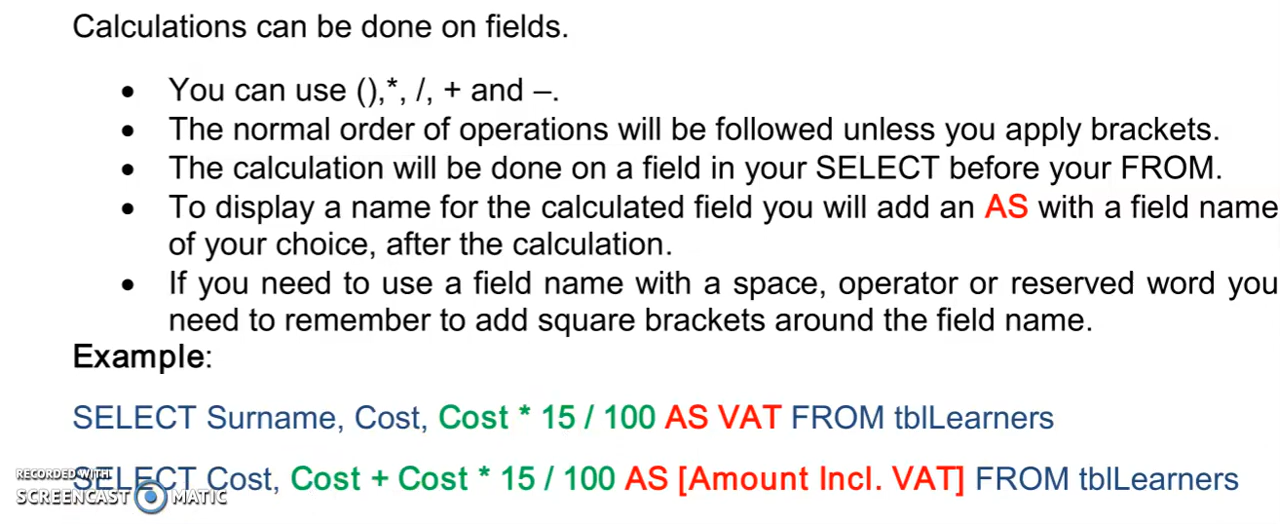 Calculations can be done on fields.
• You can use (),*, /, + and –.
• The normal order of operations will be followed unless you apply brackets.
• The calculation will be done on a field in your SELECT before your FROM.
• To display a name for the calculated field you will add an AS with a field name
of your choice, after the calculation.
• If you need to use a field name with a space, operator or reserved word you
need to remember to add square brackets around the field name.
Example:
SELECT Surname, Cost, Cost * 15 / 100 AS VAT FROM tblLearners
SELECT Cost, Cost + Cost * 15 / 100 AS [Amount Incl. VAT] FROM tblLearners
RECORDED WITH
SCREENCAST MATIC